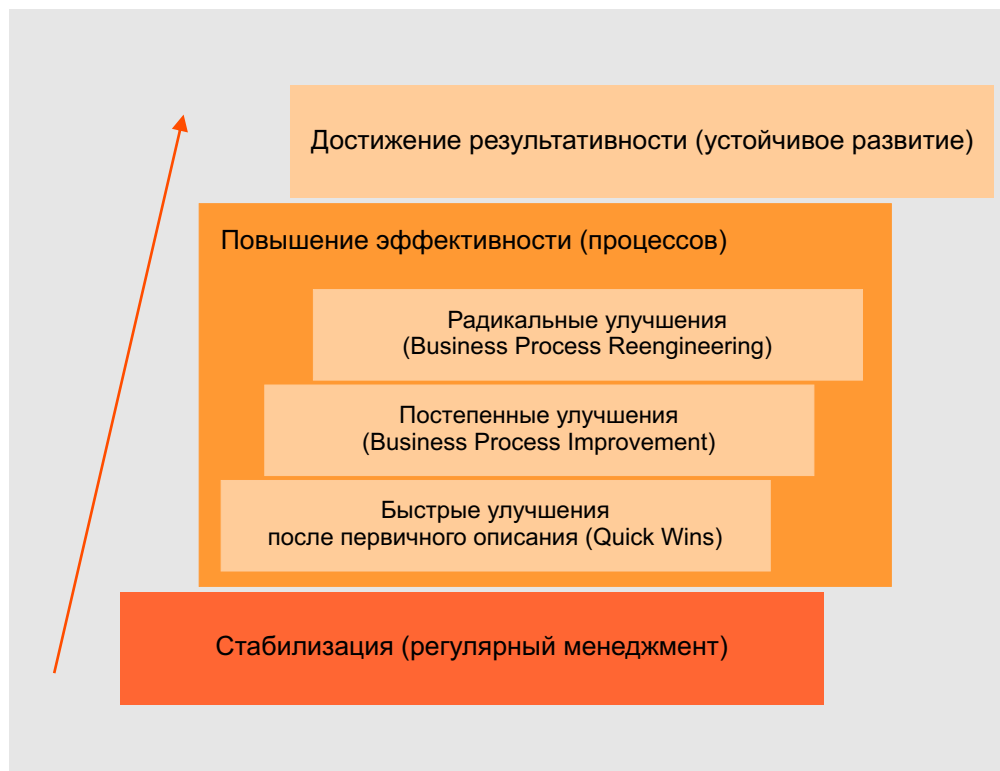 Достижение результативности (устойчивое развитие)
Повышение эффективности (процессов)
Радикальные улучшения
(Business Process Reengineering)
Постепенные улучшения
(Business Process Improvement)
Быстрые улучшения
после первичного описания (Quick Wins)
Стабилизация (регулярный менеджмент)